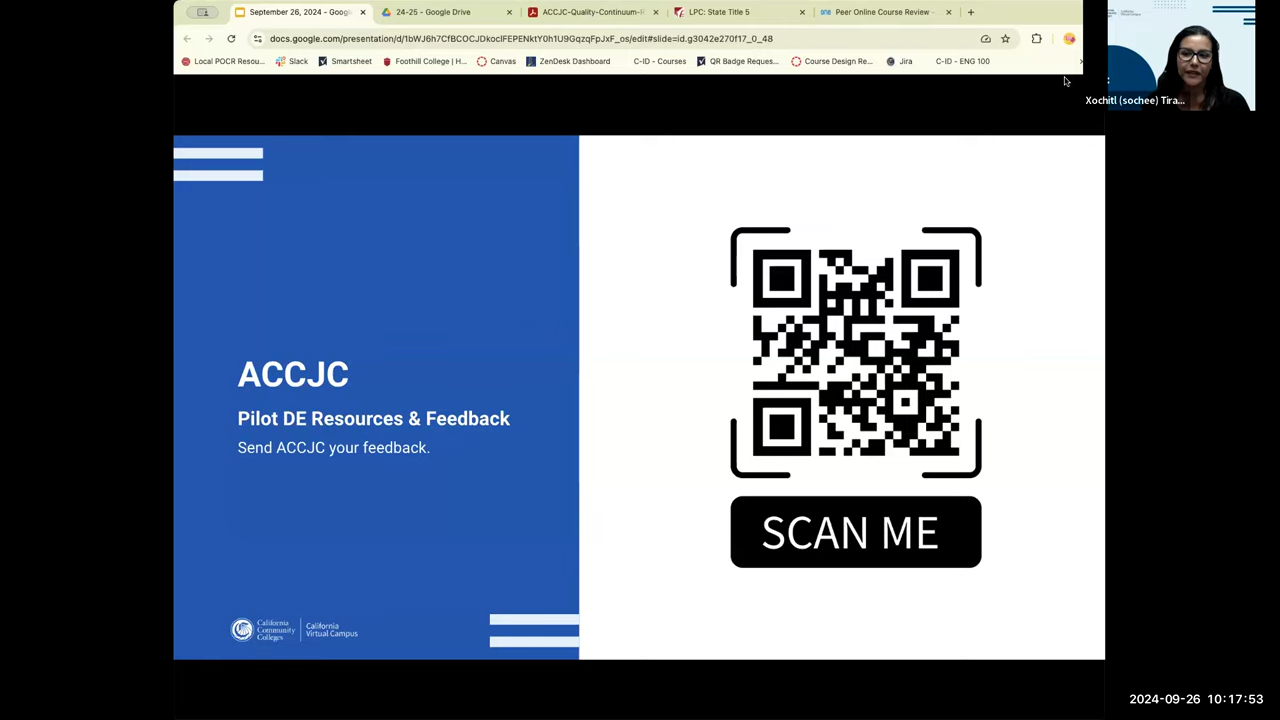 September 26, 2024 - Googl
24-25 - Google Drive
ACCJC-Quality-Continuum-R
LPC: State Title 5
Peer Online Course Review -
docs.google.com/presentation/d/1bWJ6h7CfBCOCJDkoclFEPENktY0h1U9GqzqFpJxF_os/edit#slide=id.g3042e270f17_0_48
Local POCR Resou...
Slack
Smartsheet
Foothill College | H...
Canvas
ZenDesk Dashboard
C-ID - Courses
QR Badge Reques...
Course Design Re...
Jira
C-ID - ENG 100
Xochitl (sochee) Tira...
ACCJC
Pilot DE Resources & Feedback
Send ACCJC your feedback.
SCAN ME
California
Community
Colleges
California
Virtual Campus
2024-09-26 10:17:53